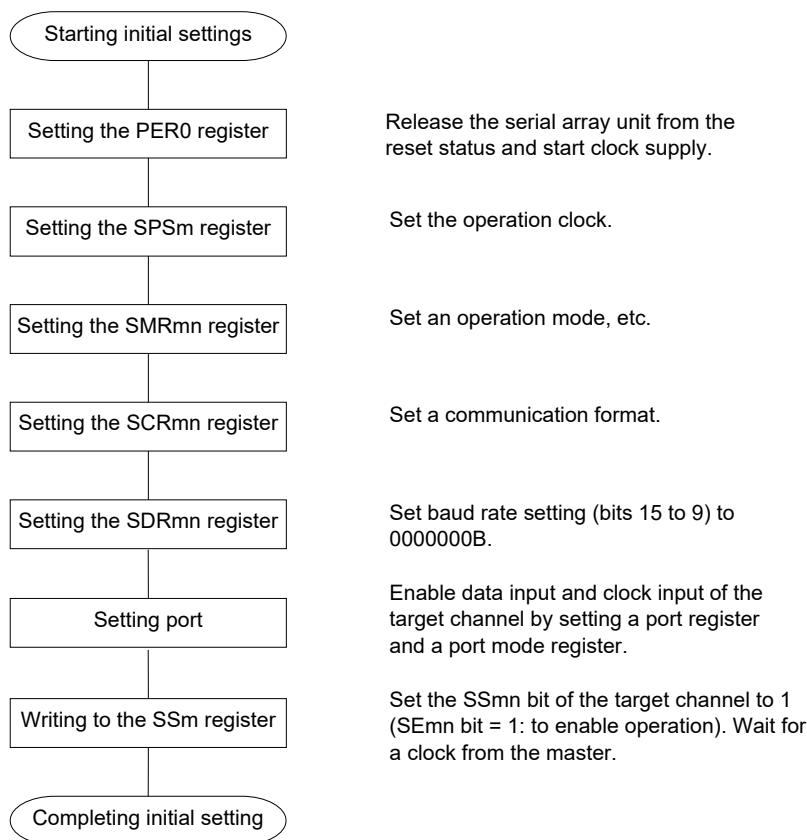 Starting initial settings
Setting the PER0 register
Release the serial array unit from the
reset status and start clock supply.
Setting the SPSm register
Set the operation clock.
Setting the SMRmn register
Set an operation mode, etc.
Setting the SCRmn register
Set a communication format.
Setting the SDRmn register
Set baud rate setting (bits 15 to 9) to
0000000B.
Setting port
Enable data input and clock input of the
target channel by setting a port register
and a port mode register.
Writing to the SSm register
Set the SSmn bit of the target channel to 1
(SEmn bit = 1: to enable operation). Wait for
a clock from the master.
Completing initial setting